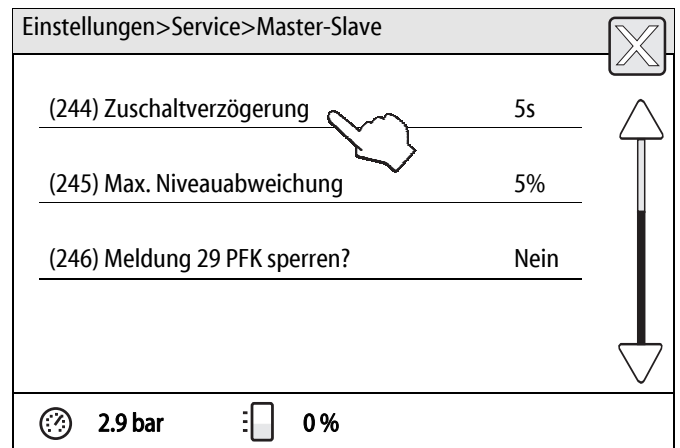 Einstellungen>Service>Master-Slave
(244) Zuschaltverzögerung 5s
(245) Max. Niveauabweichung 5%
(246) Meldung 29 PFK sperren? Nein
2.9 bar 0 %